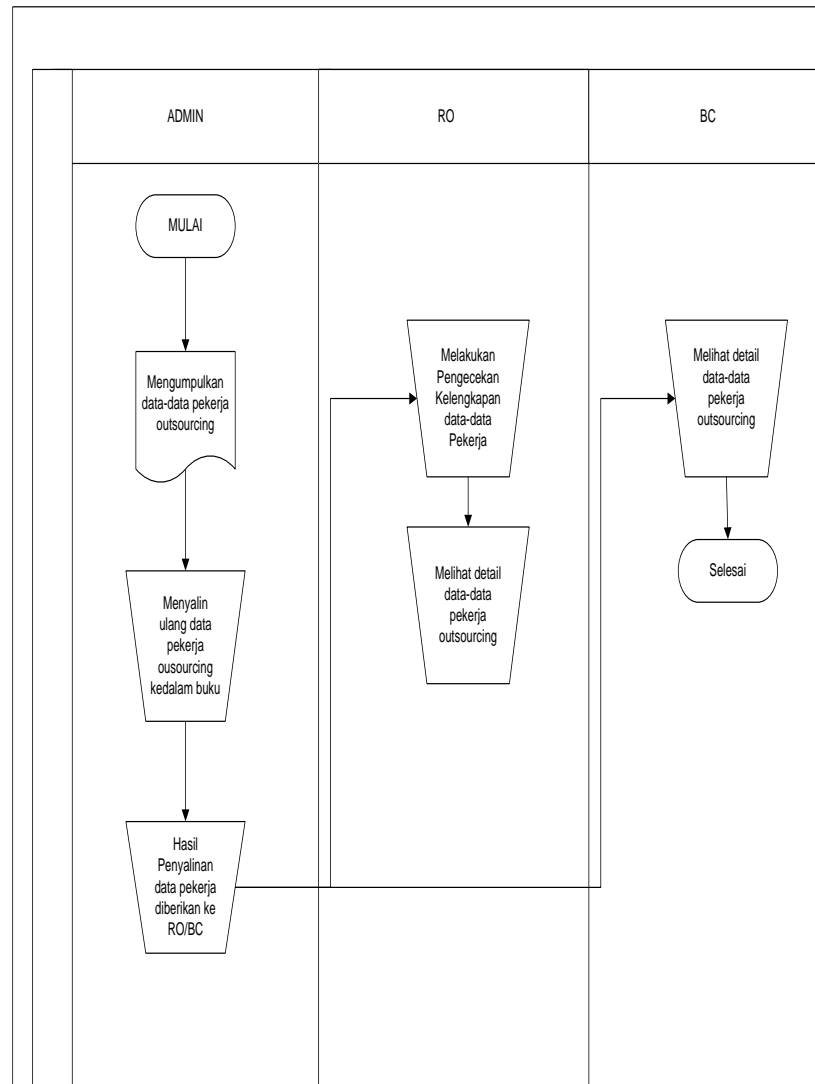 ADMIN
RO
BC
MULAI
Mengumpulkan
data-data pekerja
outsourcing
Menyalin
ulang data
pekerja
ousourcing
kedalam buku
Hasil
Penyalinan
data pekerja
diberikan ke
RO/BC
Melakukan
Pengecekan
Kelengkapan
data-data
Pekerja
Melihat detail
data-data
pekerja
outsourcing
Melihat detail
data-data
pekerja
outsourcing
Selesai